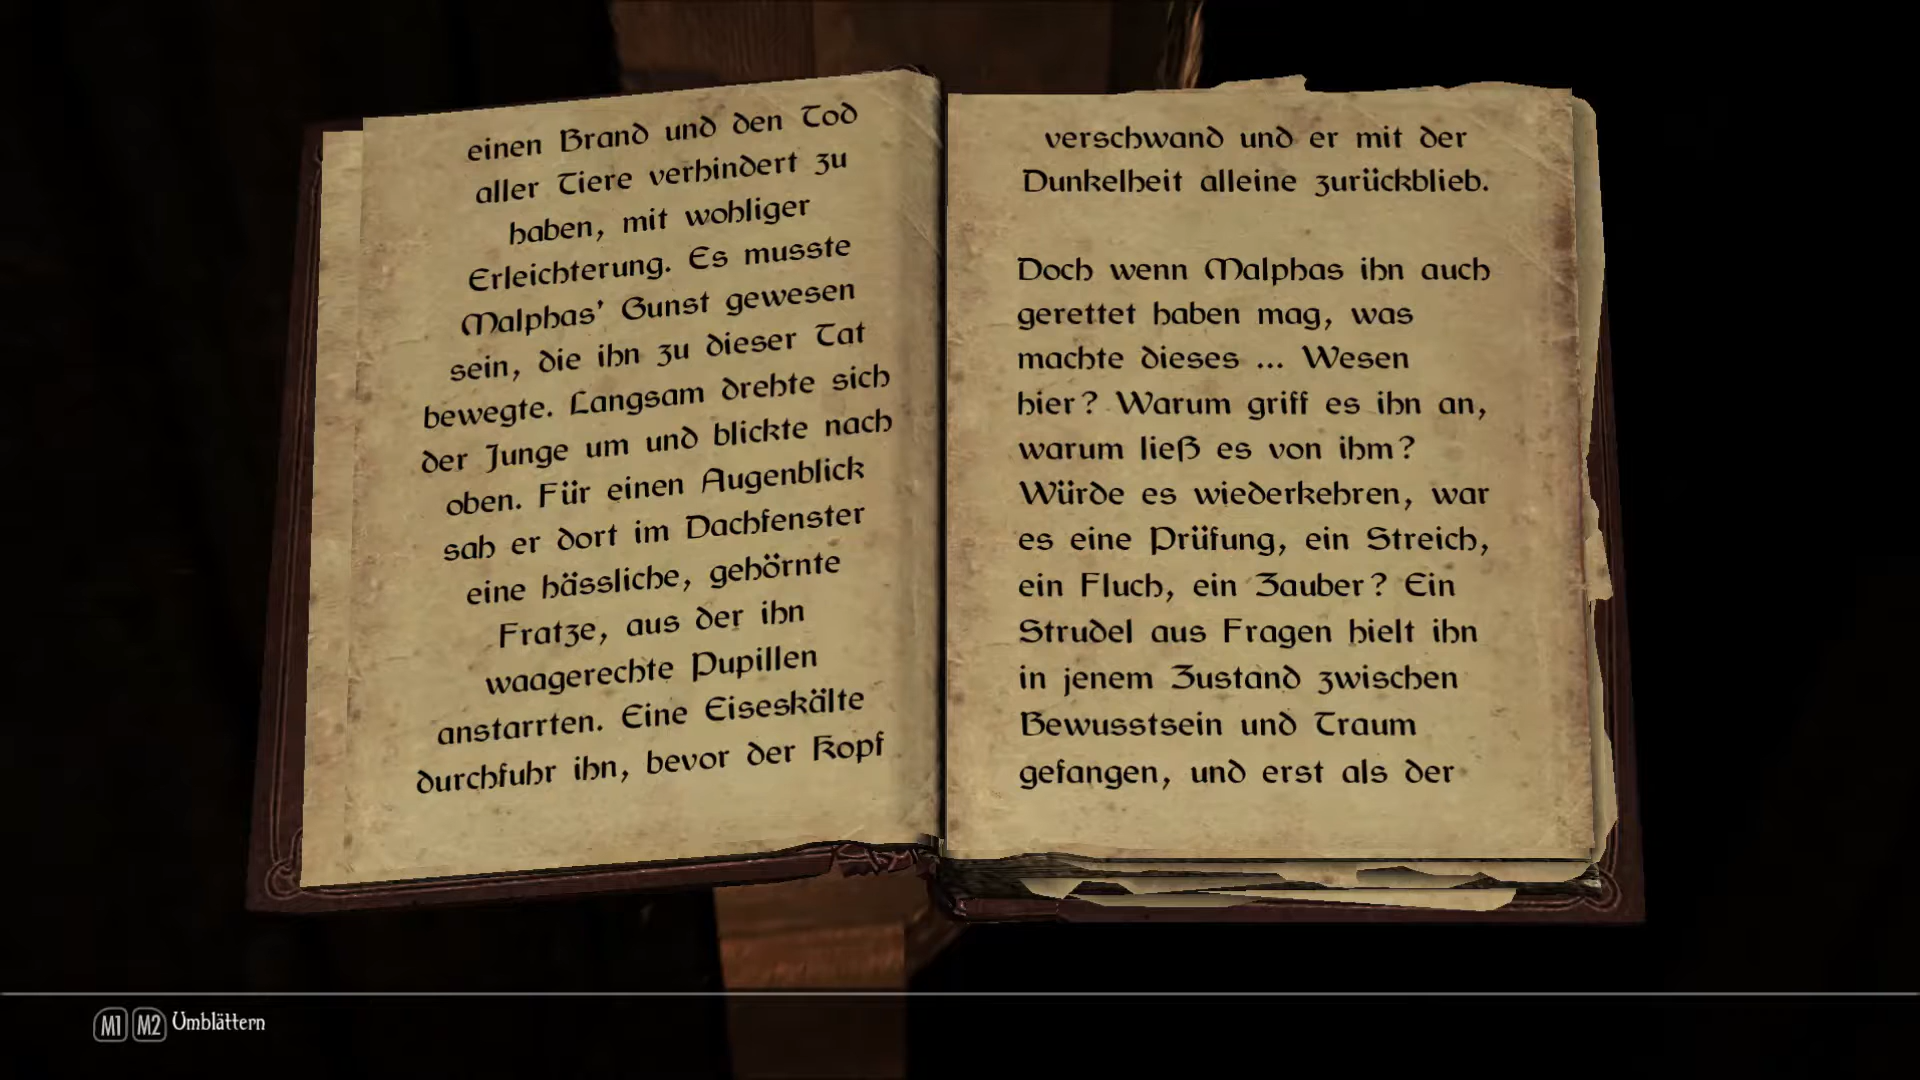 einen Brand und den Tod
aller Tiere verhindert zu
haben, mit wohliger
Erleichterung. Es musste
Malphas' Gunst gewesen
sein, die ihn zu dieser Tat
bewegte. Langsam drehte sich
der Junge um und blickte nach
oben. Für einen Augenblick
sah er dort im Dachfenster
eine hässliche, gehörnte
Fratze, aus der ihn
waagerechte Pupillen
anstarrten. Eine Eiseskälte
durchfuhr ihn, bevor der Kopf
verschwand und er mit der
Dunkelheit alleine zurückblieb.
Doch wenn Malphas ihn auch
gerettet haben mag, was
machte dieses ... Wesen
hier? Warum griff es ihn an,
warum ließ es von ihm?
Würde es wiederkehren, war
es eine Prüfung, ein Streich,
ein Fluch, ein Zauber? Ein
Strudel aus Fragen hielt ihn
in jenem Zustand zwischen
Bewusstsein und Traum
gefangen, und erst als der
M1 M2 Umblättern